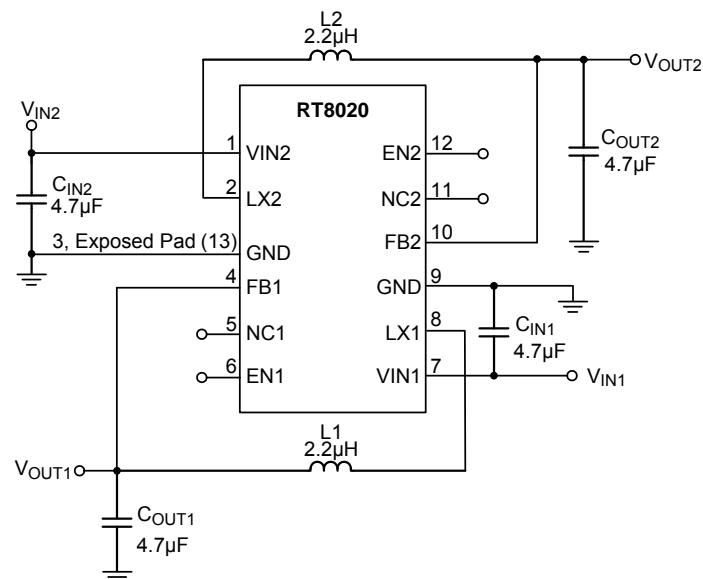 L2
2.2µH
VOUT2
VIN2
RT8020
COUT2
4.7µF
1
VIN2
EN2
12
CIN2
4.7µF
2
LX2
NC2
11
3, Exposed Pad (13)
GND
FB2
10
4
FB1
GND
9
5
NC1
LX1
8
CIN1
4.7µF
6
EN1
VIN1
7
VIN1
L1
2.2µH
VOUT1
COUT1
4.7µF